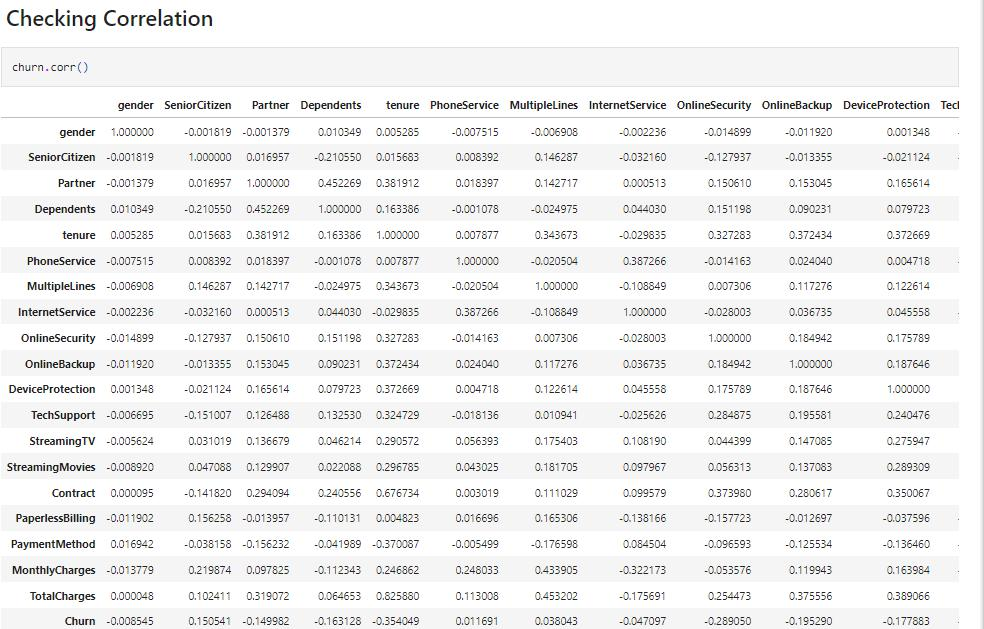 Checking Correlation
churn.corr()
gender SeniorCitizen Partner Dependents tenure PhoneService MultipleLines InternetService OnlineSecurity OnlineBackup DeviceProtection Tecl
gender 1.000000 -0.001819 -0.001379 0.010349 0.005285 -0.007515 -0.006908 -0.002236 -0.014899 -0.011920 0.001348 -
SeniorCitizen -0.001819 1.000000 0.016957 -0.210550 0.015683 0.008392 0.146287 -0.032160 -0.127937 -0.013355 -0.021124 -
Partner -0.001379 0.016957 1.000000 0.452269 0.381912 0.018397 0.142717 0.000513 0.150610 0.153045 0.165614
Dependents 0.010349 -0.210550 0.452269 1.000000 0.163386 -0.001078 -0.024975 0.044030 0.151198 0.090231 0.079723
tenure 0.005285 0.015683 0.381912 0.163386 1.000000 0.007877 0.343673 -0.029835 0.327283 0.372434 0.372669
PhoneService -0.007515 0.008392 0.018397 -0.001078 0.007877 1.000000 -0.020504 0.387266 -0.014163 0.024040 0.004718 -
MultipleLines -0.006908 0.146287 0.142717 -0.024975 0.343673 -0.020504 1.000000 -0.108849 0.007306 0.117276 0.122614
InternetService -0.002236 -0.032160 0.000513 0.044030 -0.029835 0.387266 -0.108849 1.000000 -0.028003 0.036735 0.045558 -
OnlineSecurity -0.014899 -0.127937 0.150610 0.151198 0.327283 -0.014163 0.007306 -0.028003 1.000000 0.184942 0.175789
OnlineBackup -0.011920 -0.013355 0.153045 0.090231 0.372434 0.024040 0.117276 0.036735 0.184942 1.000000 0.187646
DeviceProtection 0.001348 -0.021124 0.165614 0.079723 0.372669 0.004718 0.122614 0.045558 0.175789 0.187646 1.000000
TechSupport -0.006695 -0.151007 0.126488 0.132530 0.324729 -0.018136 0.010941 -0.025626 0.284875 0.195581 0.240476
StreamingTV -0.005624 0.031019 0.136679 0.046214 0.290572 0.056393 0.175403 0.108190 0.044399 0.147085 0.275947
StreamingMovies -0.008920 0.047088 0.129907 0.022088 0.296785 0.043025 0.181705 0.097967 0.056313 0.137083 0.289309
Contract 0.000095 -0.141820 0.294094 0.240556 0.676734 0.003019 0.111029 0.099579 0.373980 0.280617 0.350067
PaperlessBilling -0.011902 0.156258 -0.013957 -0.110131 0.004823 0.016696 0.165306 -0.138166 -0.157723 -0.012697 -0.037596 -
PaymentMethod 0.016942 -0.038158 -0.156232 -0.041989 -0.370087 -0.005499 -0.176598 0.084504 -0.096593 -0.125534 -0.136460 -
MonthlyCharges -0.013779 0.219874 0.097825 -0.112343 0.246862 0.248033 0.433905 -0.322173 -0.053576 0.119943 0.163984 -
TotalCharges 0.000048 0.102411 0.319072 0.064653 0.825880 0.113008 0.453202 -0.175691 0.254473 0.375556 0.389066
Churn -0.008545 0.150541 -0.149982 -0.163128 -0.354049 0.011691 0.038043 -0.047097 -0.289050 -0.195290 -0.177883 -